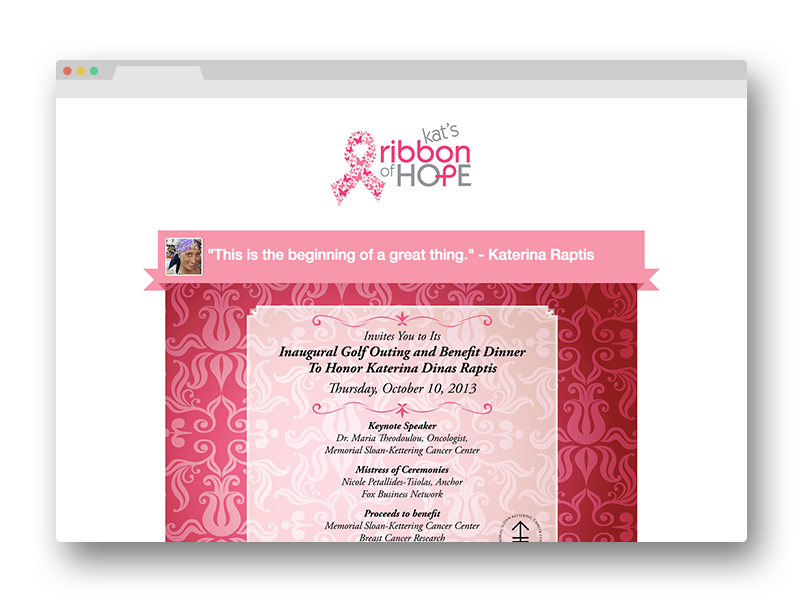 kat's
ribbon
of HOPE
"This is the beginning of a great thing." - Katerina Raptis
Invites You to Its
Inaugural Golf Outing and Benefit Dinner
To Honor Katerina Dinas Raptis
Thursday, October 10, 2013
Keynote Speaker
Dr. Maria Theodoulou, Oncologist,
Memorial Sloan-Kettering Cancer Center
Mistress of Ceremonies
Nicole Petallides-Tsiolas, Anchor
Fox Business Network
Proceeds to benefit
Memorial Sloan-Kettering Cancer Center
Breast Cancer Research